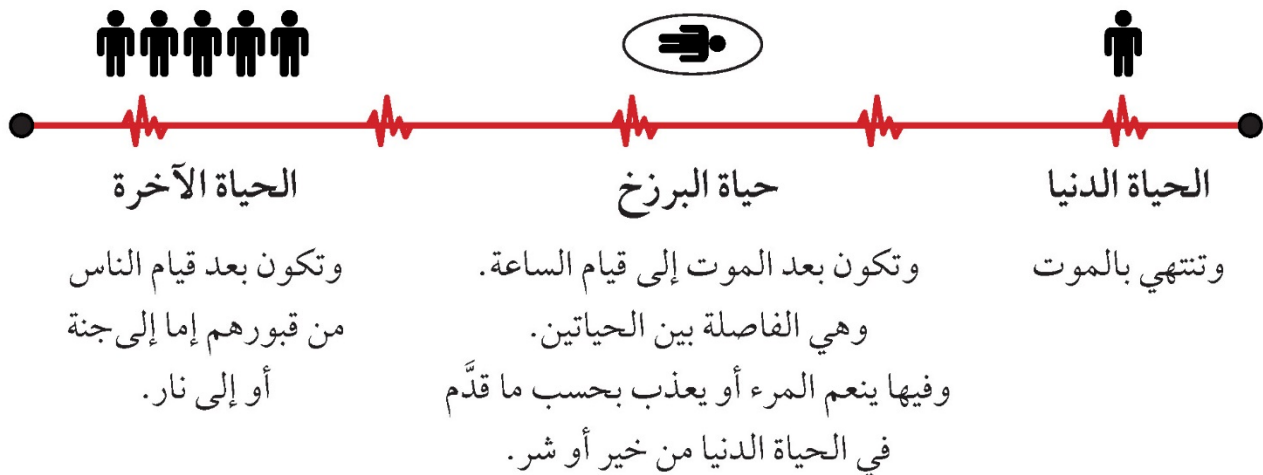 الحياة الدنيا
وتنتهي بالموت
حياة البرزخ
وتكون بعد الموت إلى قيام الساعة.
وهي الفاصلة بين الحياتين.
وفيها ينعم المرء أو يعذب بحسب ما قدَّم
في الحياة الدنيا من خير أو شر.
الحياة الآخرة
وتكون بعد قيام الناس
من قبورهم إما إلى جنة
أو إلى نار.